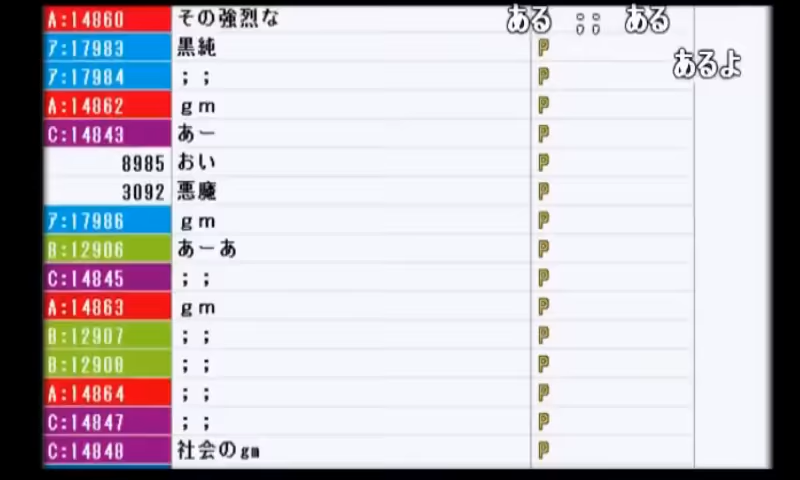 A:14860 その強烈な
ある ;; ある
ア:17983 黒純 P
あるよ
ア:17984 ；； P
A:14862 ｇｍ P
C:14843 あー P
8985 おい P
3092 悪魔 P
ア:17986 ｇｍ P
B:12906 あーあ P
C:14845 ；； P
A:14863 ｇｍ P
B:12907 ；； P
B:12908 ；； P
A:14864 ；； P
C:14847 ；； P
C:14848 社会のgm P